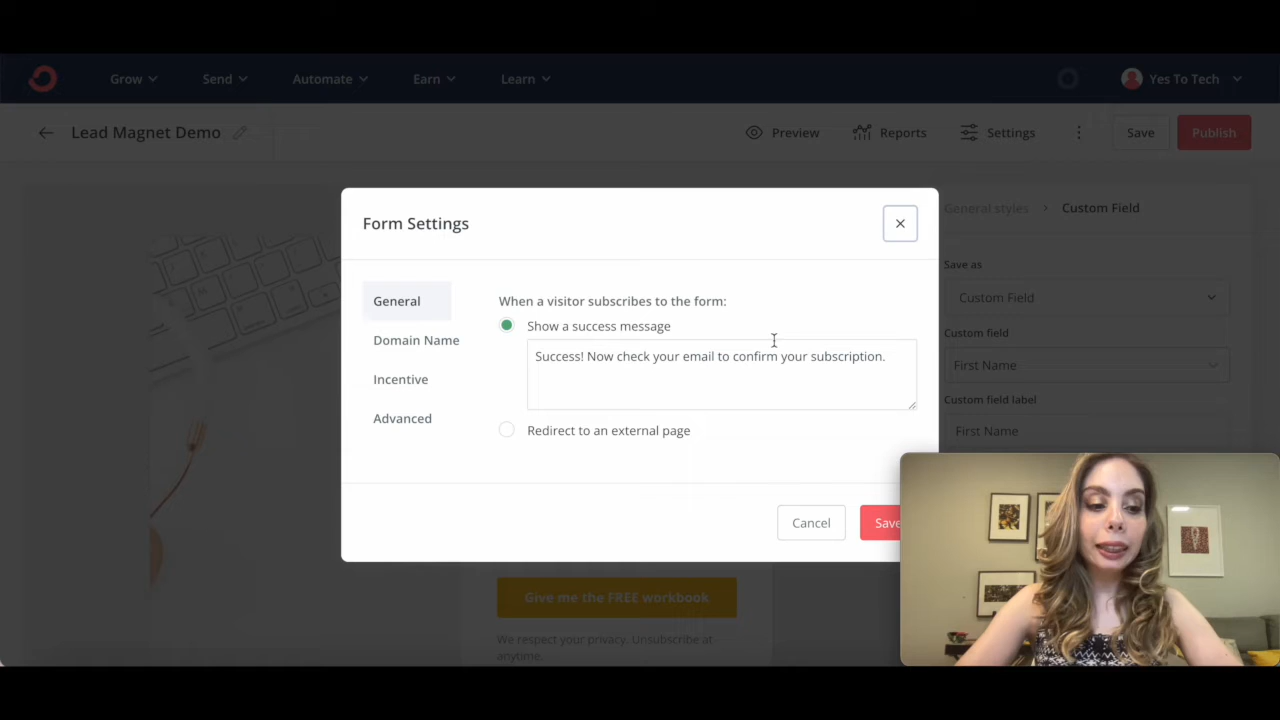 Grow Send Automate Earn Learn Yes To Tech
Lead Magnet Demo Preview Reports Settings Save Publish
Form Settings
General styles > Custom Field
Save as
Custom Field
Custom field
First Name
Custom field label
First Name
General
Domain Name
Incentive
Advanced
When a visitor subscribes to the form:
Show a success message
Success! Now check your email to confirm your subscription.
Redirect to an external page
Cancel Save
Give me the FREE workbook
We respect your privacy. Unsubscribe at
anytime.